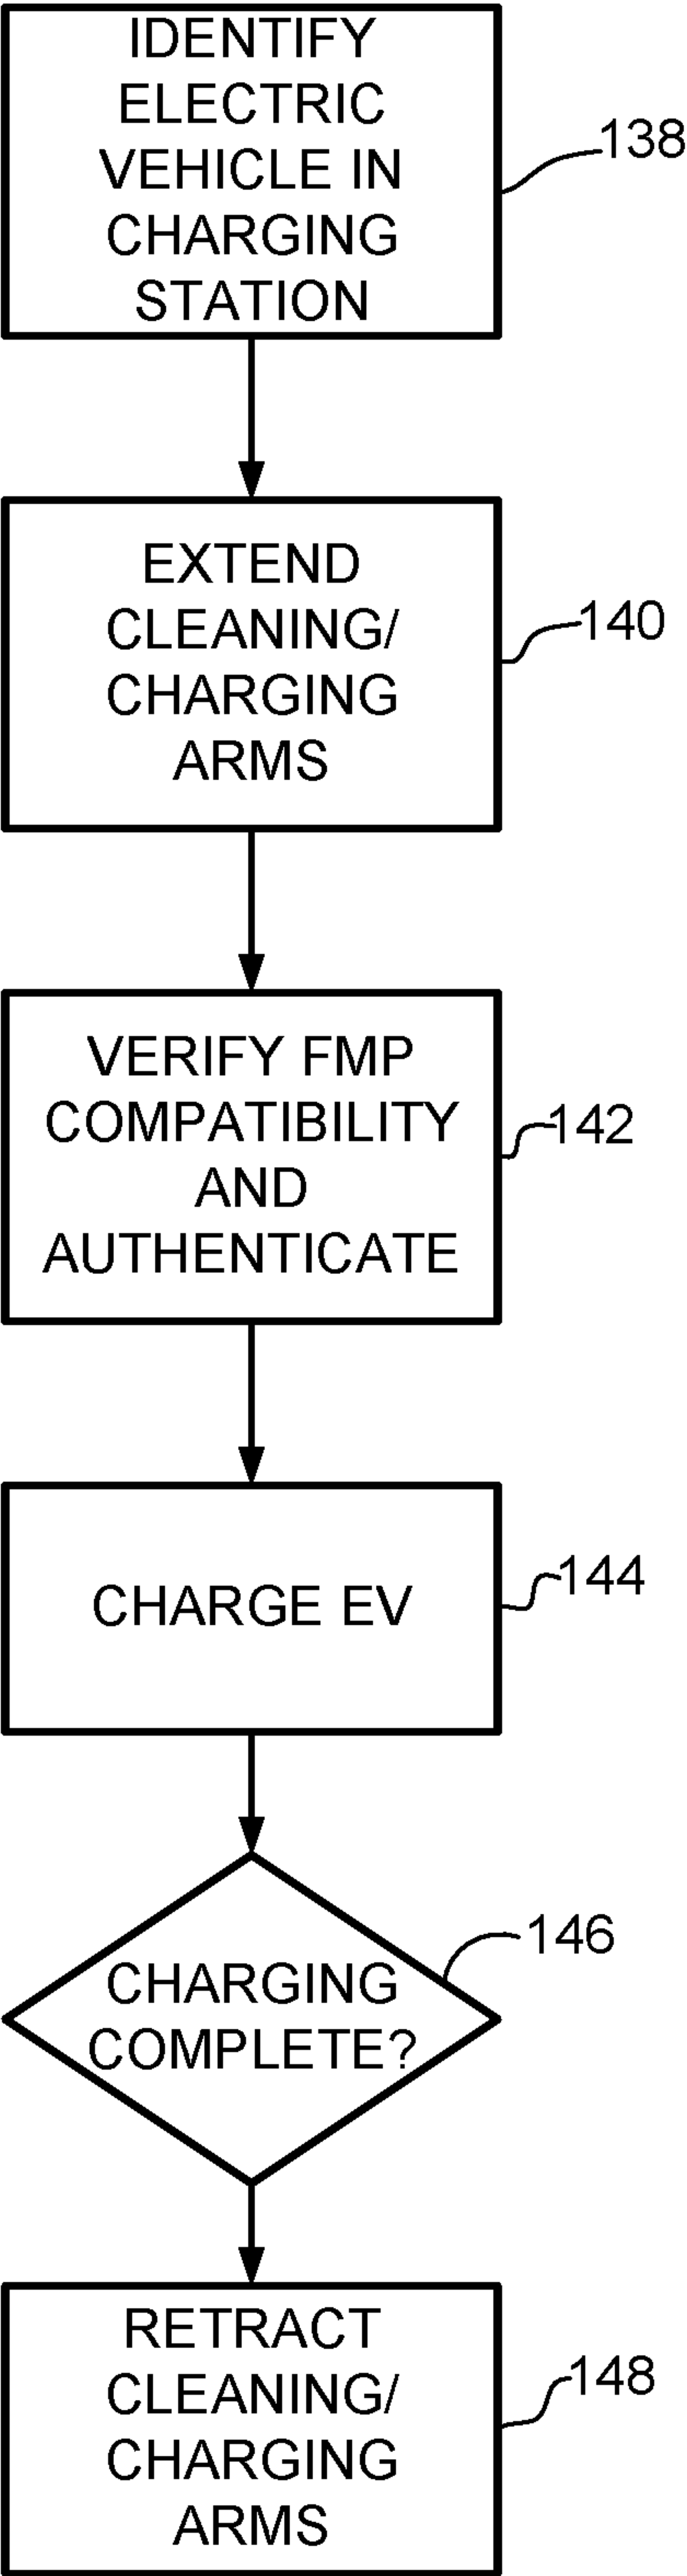 IDENTIFY
ELECTRIC
VEHICLE IN
CHARGING
STATION
138
EXTEND
CLEANING/
CHARGING
ARMS
140
VERIFY FMP
COMPATIBILITY
AND
AUTHENTICATE
142
CHARGE EV
144
CHARGING
COMPLETE?
146
RETRACT
CLEANING/
CHARGING
ARMS
148